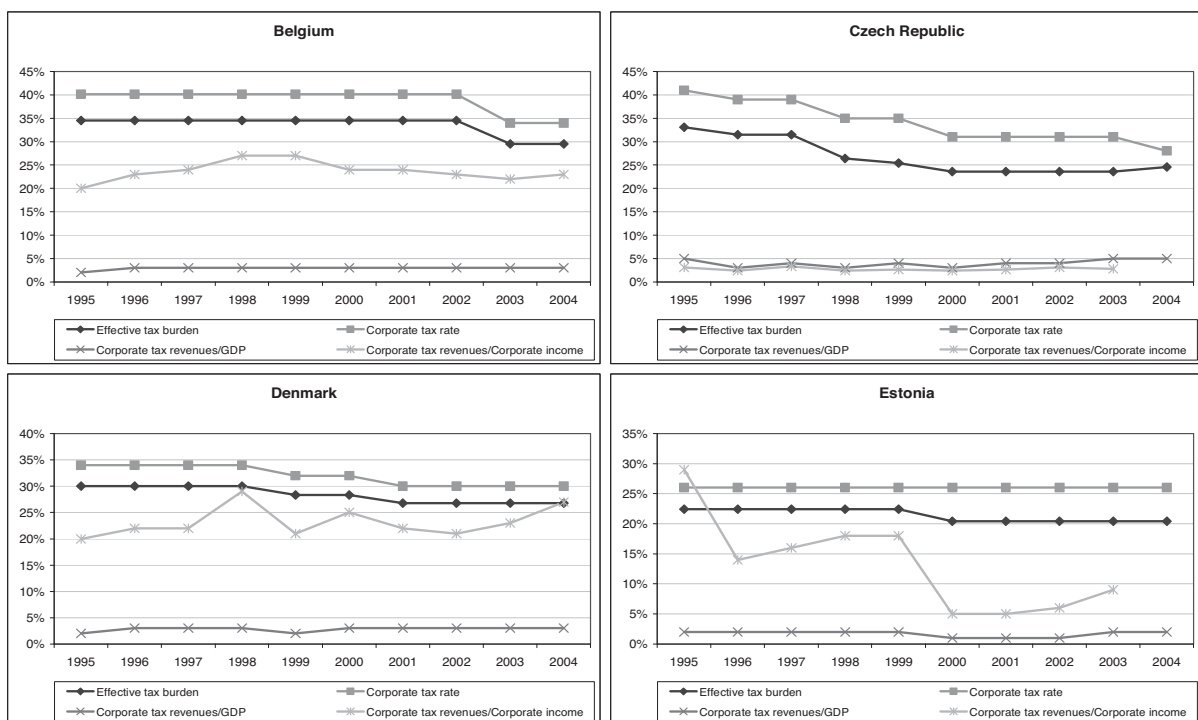 Belgium
45%
40%
35%
30%
25%
20%
15%
10%
5%
0%
1995 1996 1997 1998 1999 2000 2001 2002 2003 2004
Effective tax burden Corporate tax rate
Corporate tax revenues/GDP Corporate tax revenues/Corporate income
Czech Republic
45%
40%
35%
30%
25%
20%
15%
10%
5%
0%
1995 1996 1997 1998 1999 2000 2001 2002 2003 2004
Effective tax burden Corporate tax rate
Corporate tax revenues/GDP Corporate tax revenues/Corporate income
Denmark
40%
35%
30%
25%
20%
15%
10%
5%
0%
1995 1996 1997 1998 1999 2000 2001 2002 2003 2004
Effective tax burden Corporate tax rate
Corporate tax revenues/GDP Corporate tax revenues/Corporate income
Estonia
35%
30%
25%
20%
15%
10%
5%
0%
1995 1996 1997 1998 1999 2000 2001 2002 2003 2004
Effective tax burden Corporate tax rate
Corporate tax revenues/GDP Corporate tax revenues/Corporate income